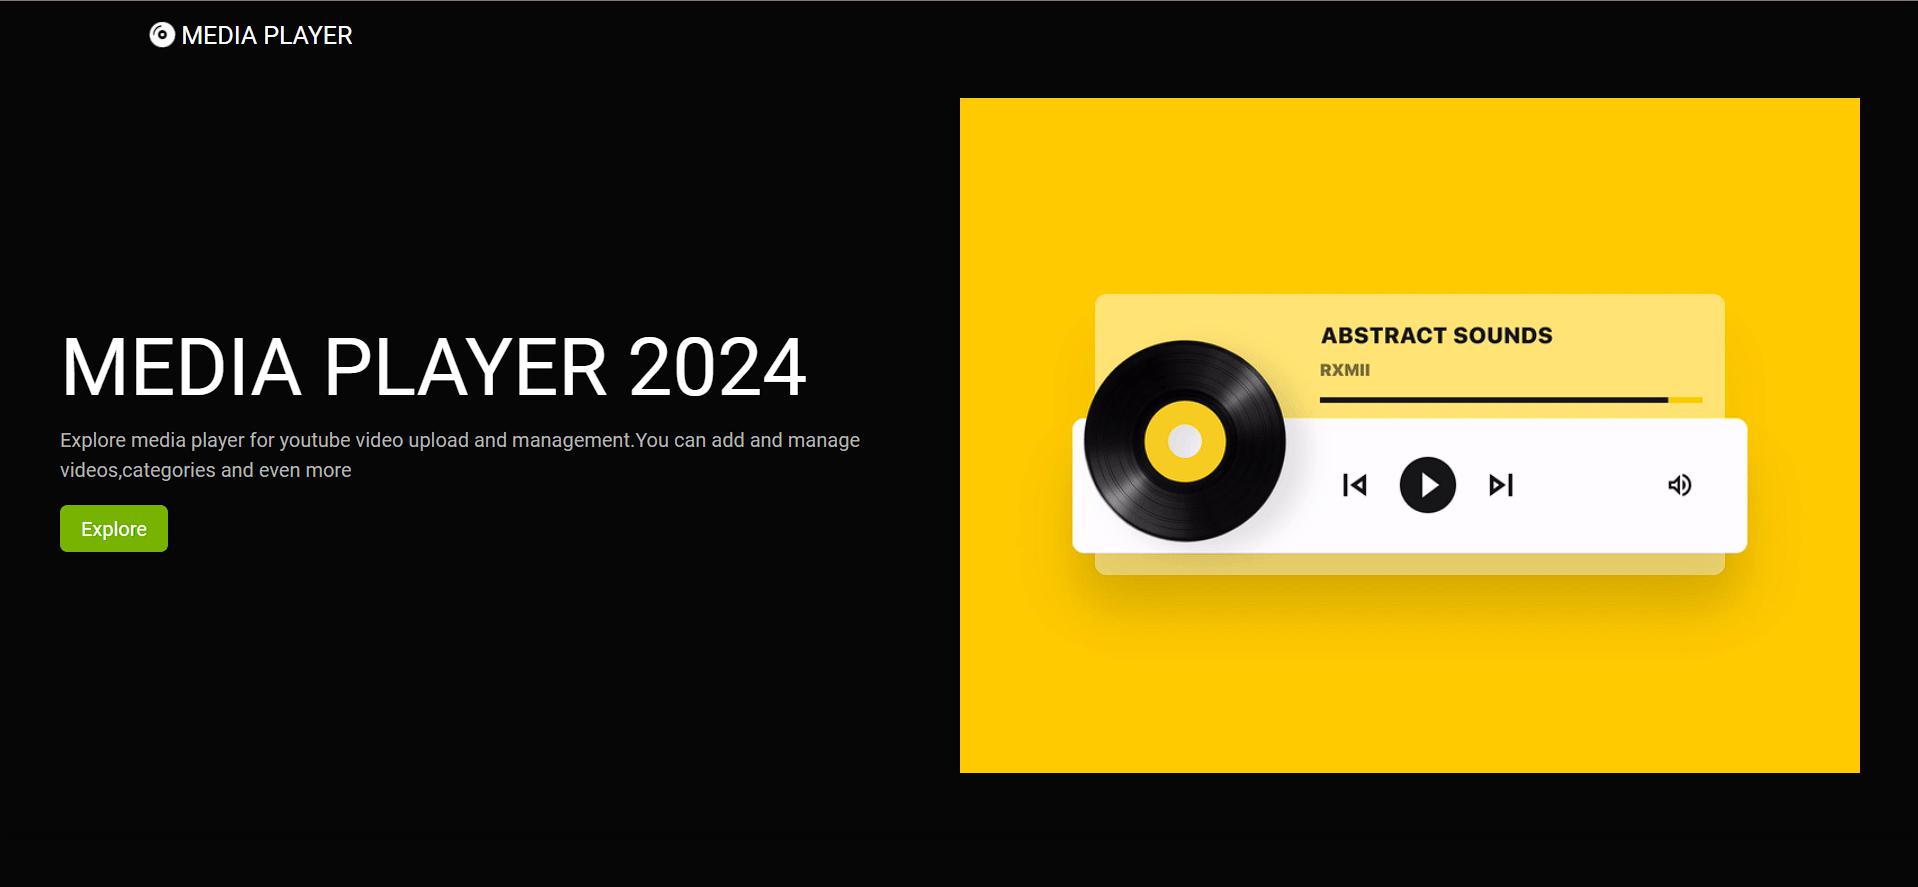 MEDIA PLAYER
MEDIA PLAYER 2024
Explore media player for youtube video upload and management.You can add and manage
videos,categories and even more
Explore
ABSTRACT SOUNDS
RXMII